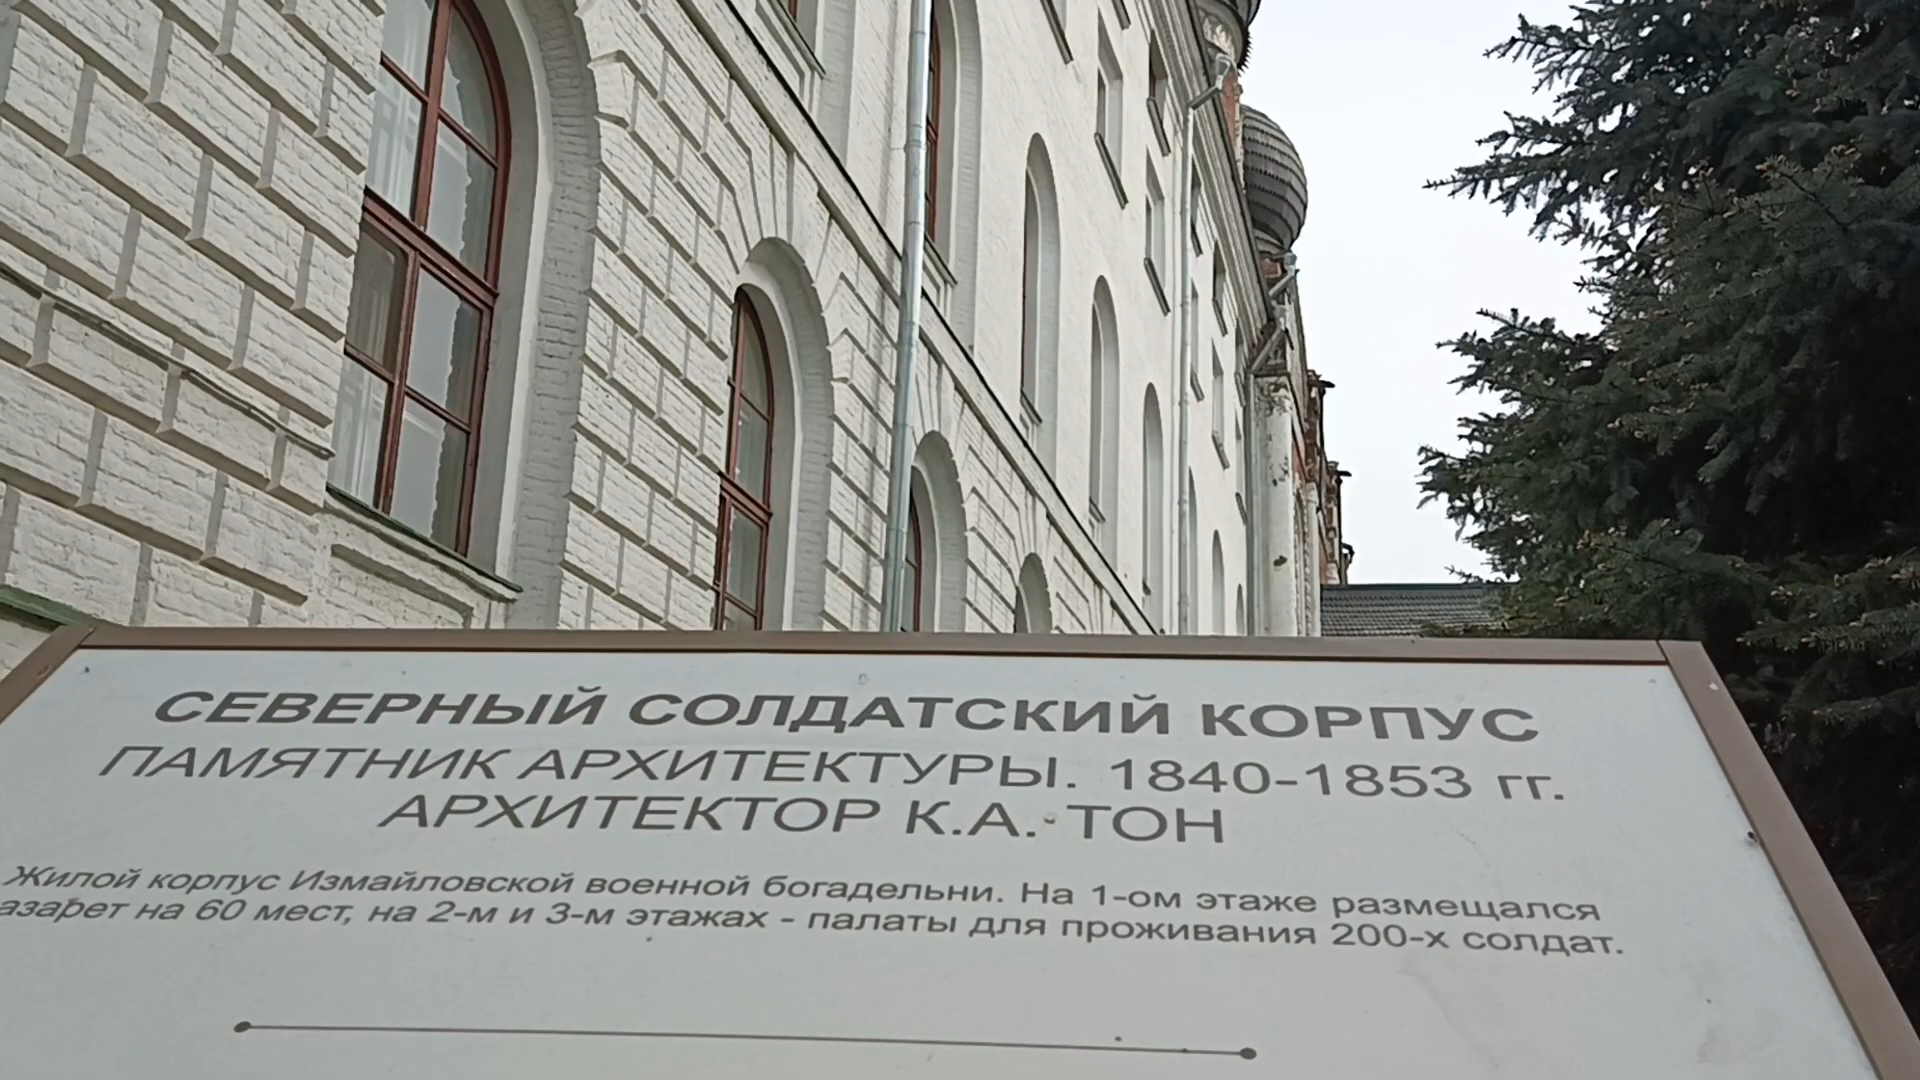 СЕВЕРНЫЙ СОЛДАТСКИЙ КОРПУС
ПАМЯТНИК АРХИТЕКТУРЫ. 1840-1853 гг.
АРХИТЕКТОР К.А. ТОН
Жилой корпус Измайловской военной богадельни. На 1-ом этаже размещался
азарет на 60 мест, на 2-м и 3-м этажах - палаты для проживания 200-х солдат.